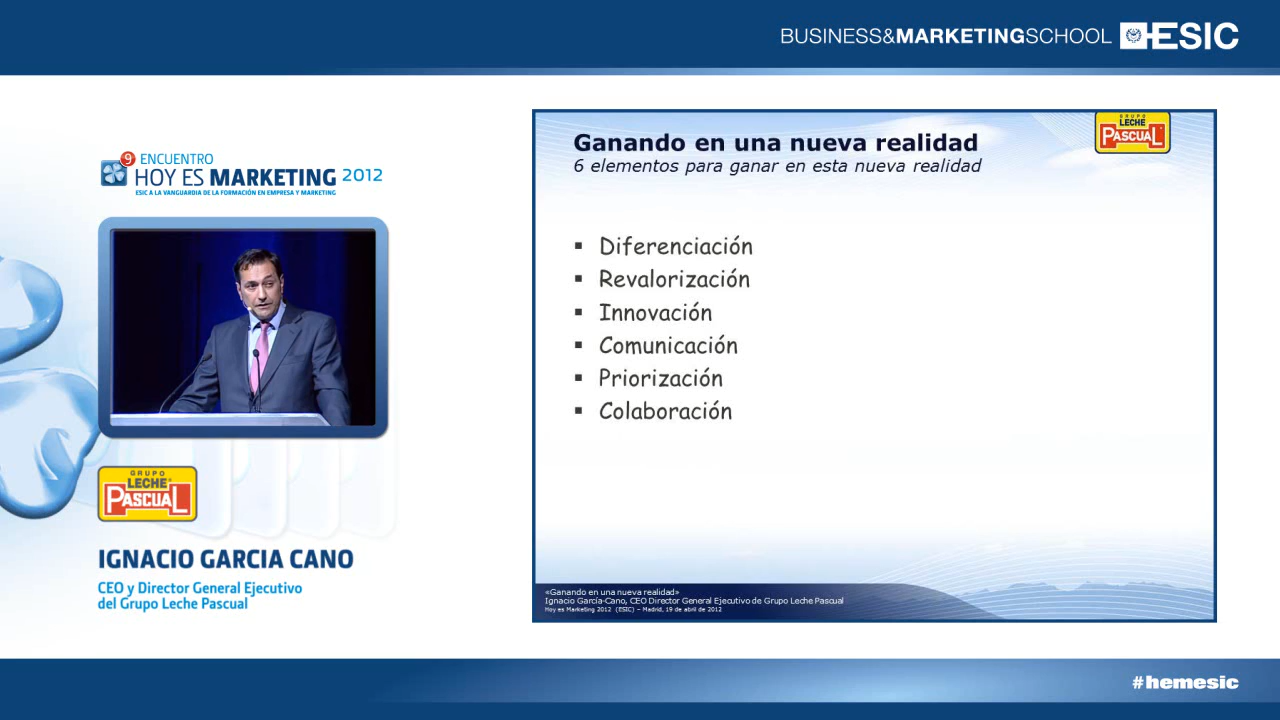 BUSINESS&MARKETINGSCHOOL ESIC
9 ENCUENTRO
HOY ES MARKETING 2012
ESIC A LA VANGUARDIA DE LA FORMACIÓN EN EMPRESA Y MARKETING
GRUPO
LECHE
PASCUAL
IGNACIO GARCIA CANO
CEO y Director General Ejecutivo
del Grupo Leche Pascual
Ganando en una nueva realidad
6 elementos para ganar en esta nueva realidad
GRUPO
LECHE
PASCUAL
▪ Diferenciación
▪ Revalorización
▪ Innovación
▪ Comunicación
▪ Priorización
▪ Colaboración
«Ganando en una nueva realidad»
Ignacio García-Cano, CEO Director General Ejecutivo de Grupo Leche Pascual
Hoy es Marketing 2012 (ESIC) – Madrid, 19 de abril de 2012
#hemesic